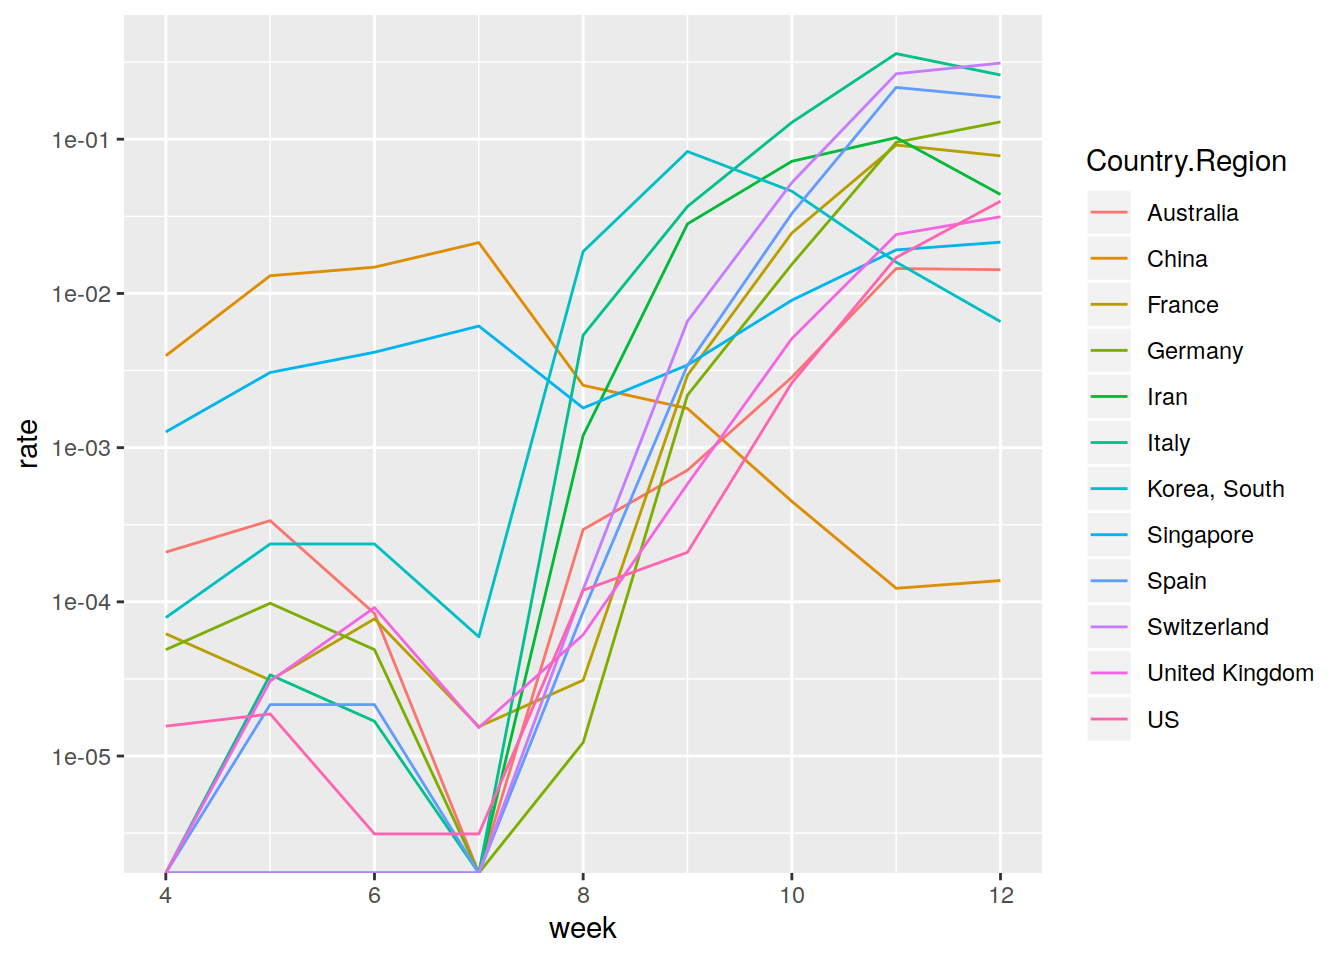 1e-01
1e-02
1e-03
1e-04
1e-05
rate
4
6
8
10
12
week
Country.Region
Australia
China
France
Germany
Iran
Italy
Korea, South
Singapore
Spain
Switzerland
United Kingdom
US